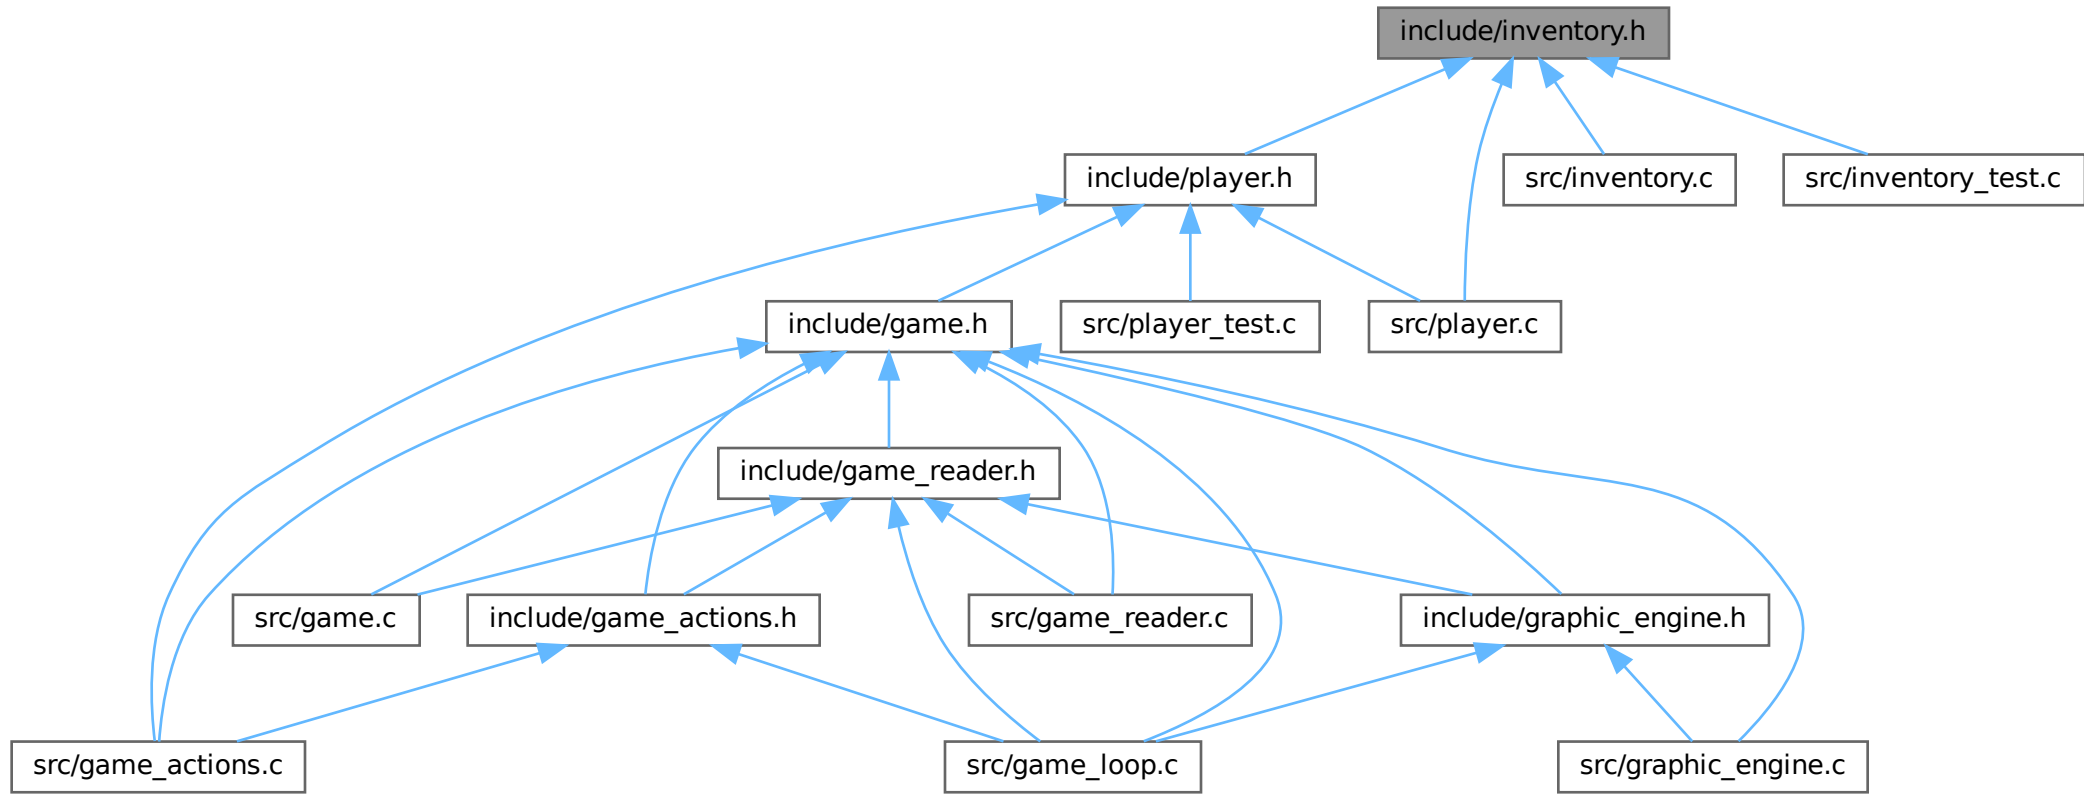 include/inventory.h
include/player.h
src/inventory.c
src/inventory_test.c
include/game.h
src/player_test.c
src/player.c
include/game_reader.h
src/game.c
include/game_actions.h
src/game_reader.c
include/graphic_engine.h
src/game_actions.c
src/game_loop.c
src/graphic_engine.c